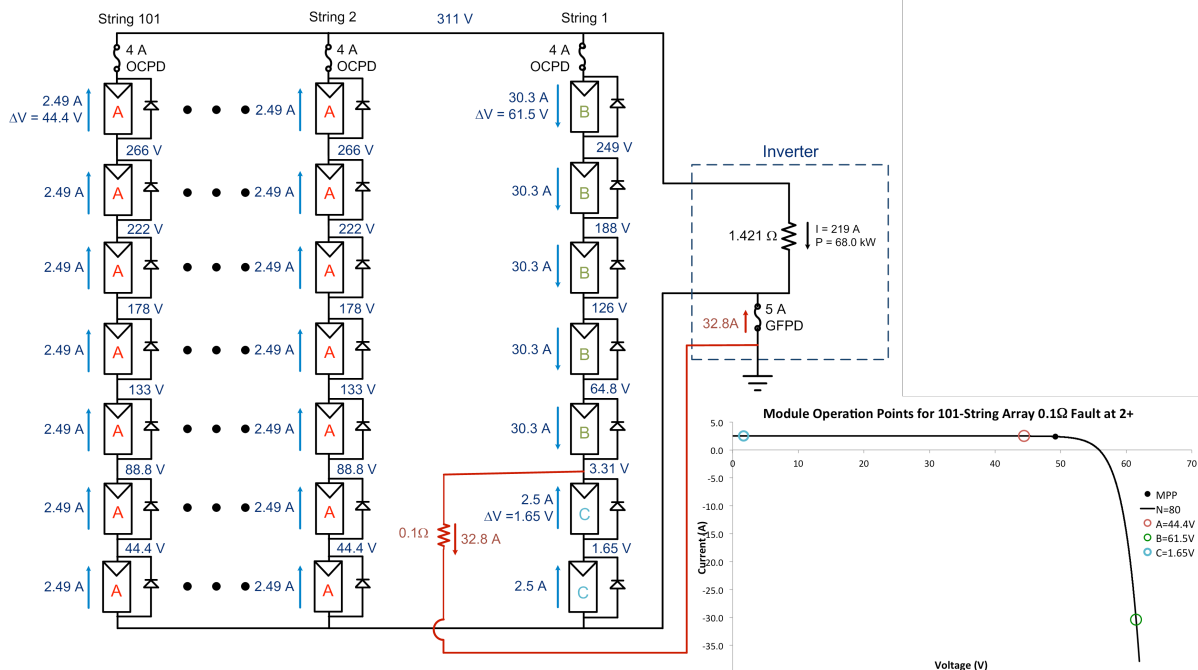 String 101
String 2
311 V
String 1
4 A
OCPD
4 A
OCPD
4 A
OCPD
2.49 A
ΔV = 44.4 V
A
2.49 A
A
30.3 A
ΔV = 61.5 V
B
266 V
266 V
249 V
Inverter
2.49 A
A
2.49 A
A
30.3 A
B
222 V
222 V
188 V
1.421 Ω
I = 219 A
P = 68.0 kW
2.49 A
A
2.49 A
A
30.3 A
B
178 V
178 V
126 V
5 A
GFPD
32.8A
2.49 A
A
2.49 A
A
30.3 A
B
133 V
133 V
64.8 V
2.49 A
A
2.49 A
A
30.3 A
B
88.8 V
88.8 V
3.31 V
2.49 A
A
2.49 A
A
2.5 A
ΔV =1.65 V
C
0.1Ω
32.8 A
44.4 V
44.4 V
1.65 V
2.49 A
A
2.49 A
A
2.5 A
C
Module Operation Points for 101-String Array 0.1Ω Fault at 2+
5.0
0.0
-5.0
-10.0
-15.0
-20.0
-25.0
-30.0
-35.0
0
10
20
30
40
50
60
70
Current (A)
MPP
N=80
A=44.4V
B=61.5V
C=1.65V
Voltage (V)